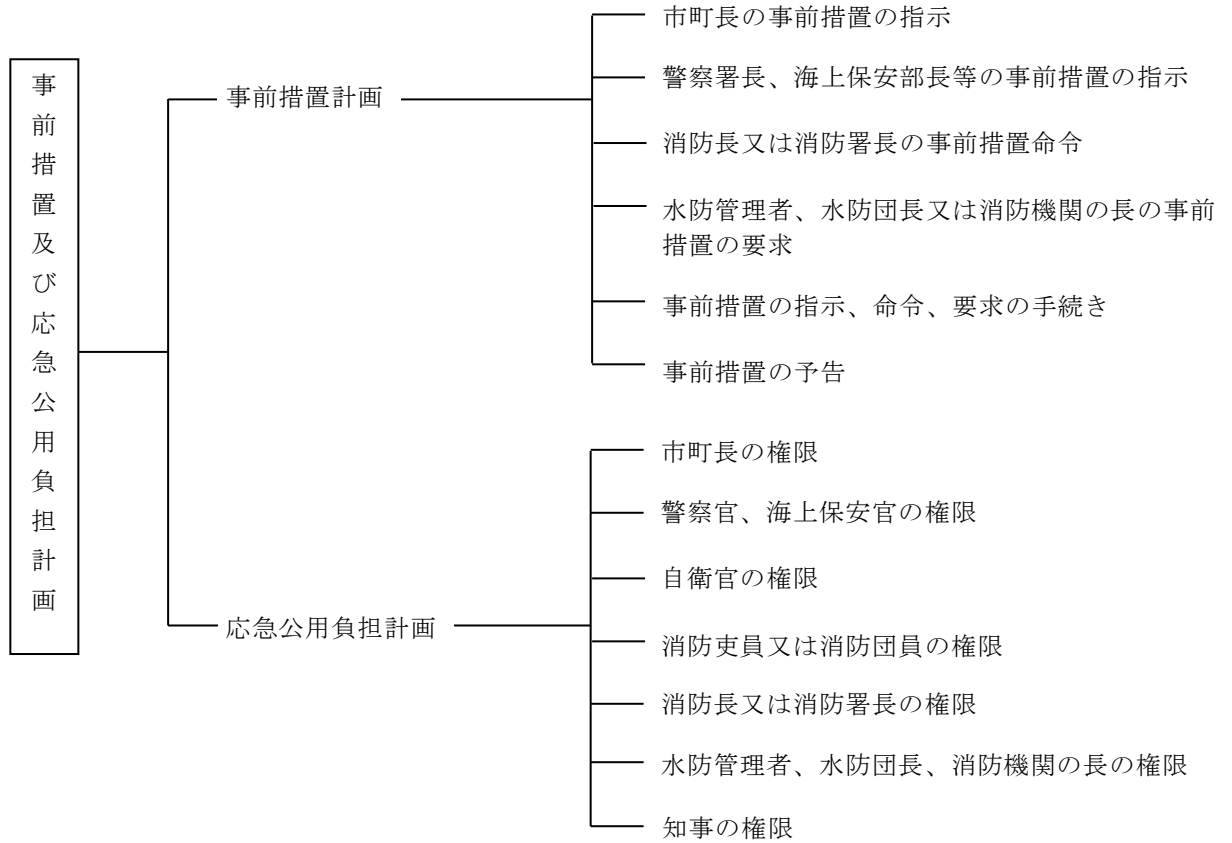 事前措置及び応急公用負担計画
事前措置計画
市町長の事前措置の指示
警察署長、海上保安部長等の事前措置の指示
消防長又は消防署長の事前措置命令
水防管理者、水防団長又は消防機関の長の事前
措置の要求
事前措置の指示、命令、要求の手続き
事前措置の予告
応急公用負担計画
市町長の権限
警察官、海上保安官の権限
自衛官の権限
消防吏員又は消防団員の権限
消防長又は消防署長の権限
水防管理者、水防団長、消防機関の長の権限
知事の権限